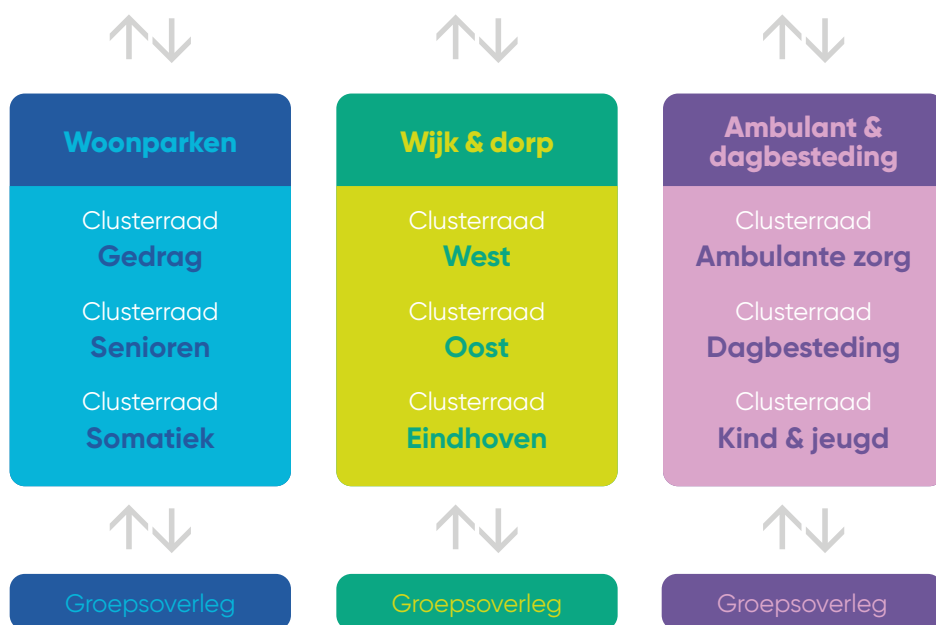 Woonparken
Clusterraad
Gedrag
Clusterraad
Senioren
Clusterraad
Somatiek
Groepsoverleg
Wijk & dorp
Clusterraad
West
Clusterraad
Oost
Clusterraad
Eindhoven
Groepsoverleg
Ambulant &
dagbesteding
Clusterraad
Ambulante zorg
Clusterraad
Dagbesteding
Clusterraad
Kind & jeugd
Groepsoverleg